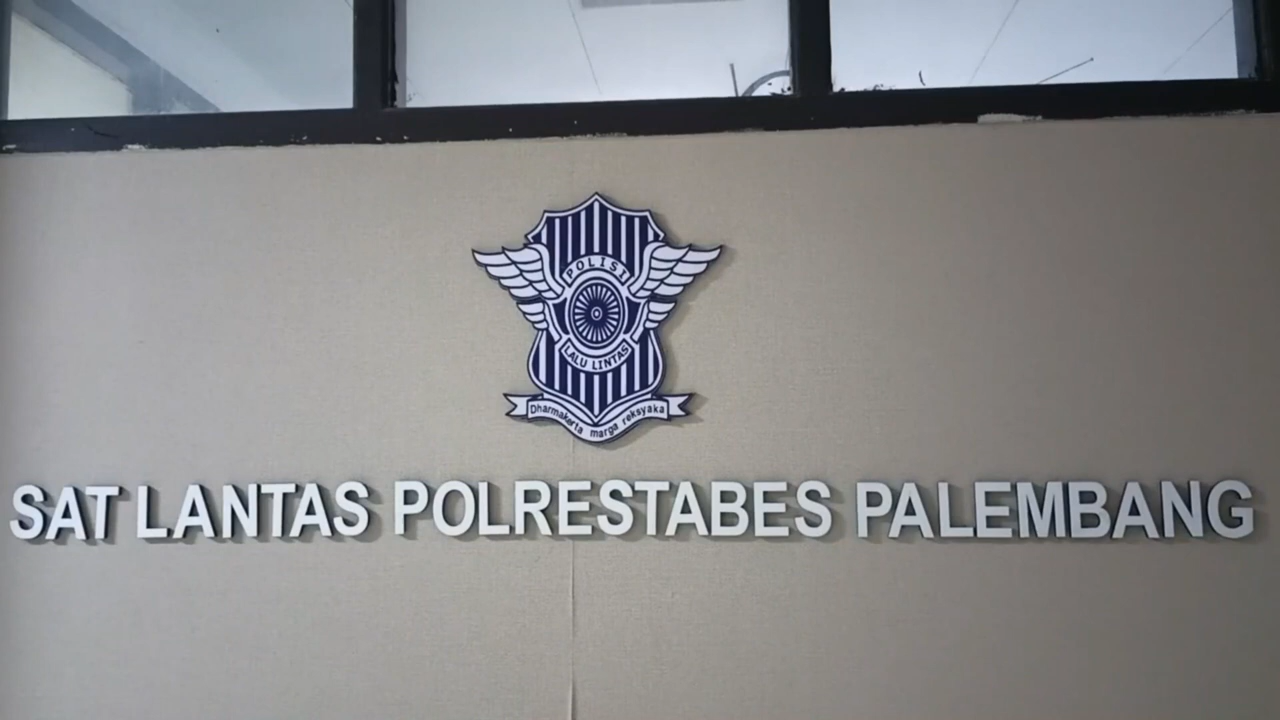 POLISI
LALU LINTAS
Dharmakerta marga reksyaka
SAT LANTAS POLRESTABES PALEMBANG